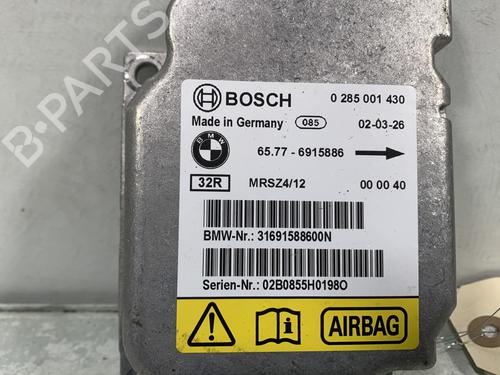 B-PARTS
BOSCH 0 285 001 430
Made in Germany 085 02-03-26
BMW
65.77 - 6915886
32R MRSZ4/12 00 00 40
BMW-Nr.: 31691588600N
Serien-Nr.: 02B0855H0198O
AIRBAG